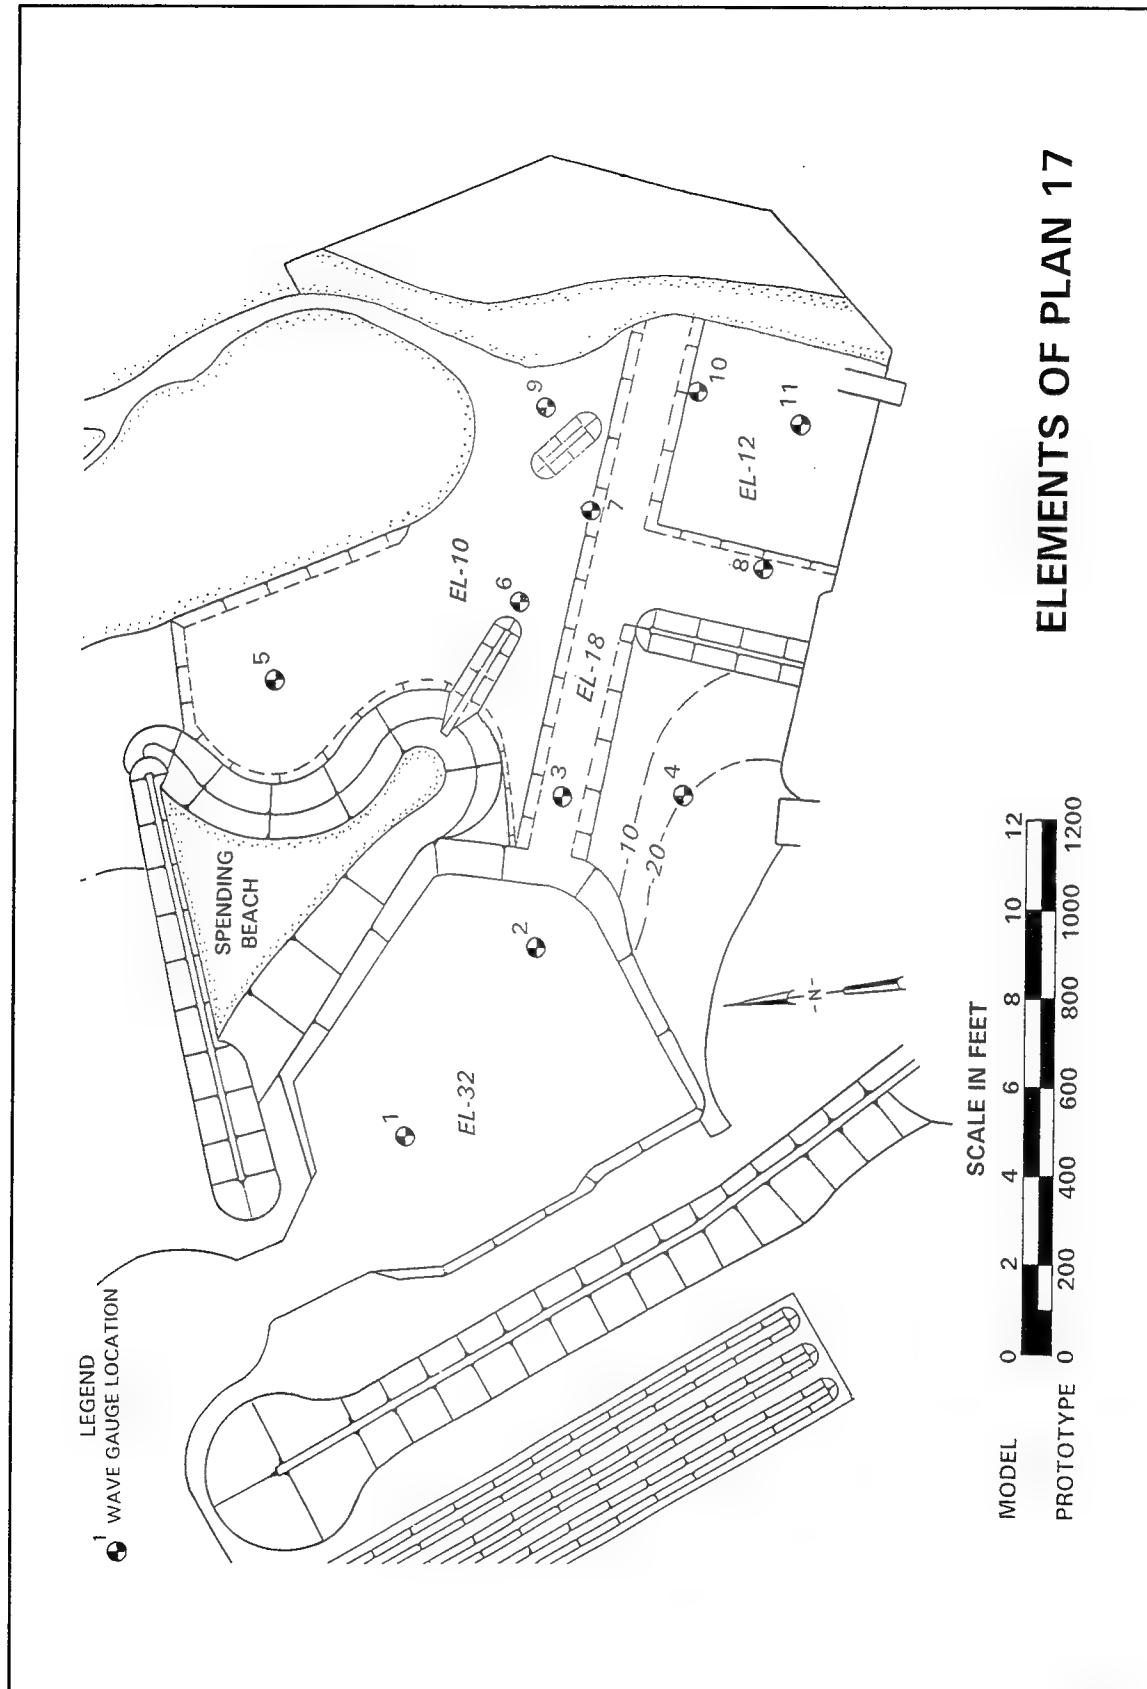 LEGEND
1 WAVE GAUGE LOCATION
SPENDING
BEACH
5
9
6
EL-10
7
10
11
EL-12
8
EL-18
3
4
-10
-20
2
1
EL-32
-N-
SCALE IN FEET
MODEL 0 2 4 6 8 10 12
PROTOTYPE 0 200 400 600 800 1000 1200
ELEMENTS OF PLAN 17